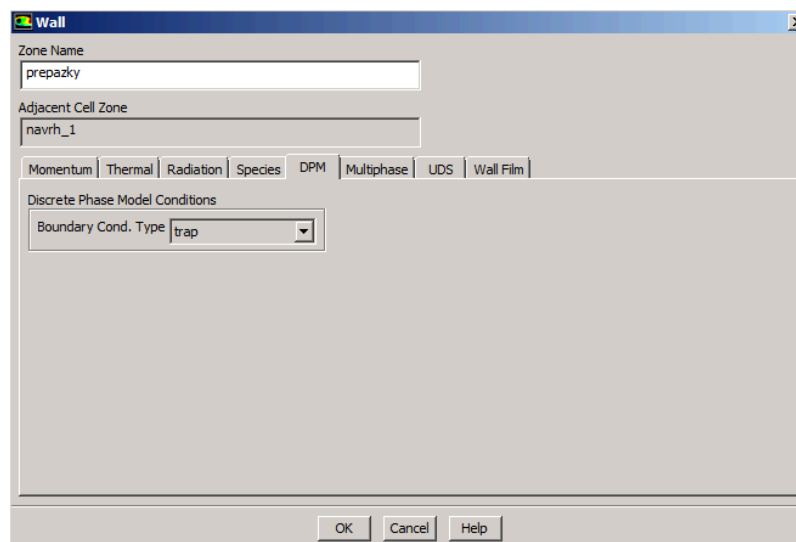 Wall
Zone Name
prepazky
Adjacent Cell Zone
navrh_1
Momentum Thermal Radiation Species DPM Multiphase UDS Wall Film
Discrete Phase Model Conditions
Boundary Cond. Type trap
OK Cancel Help